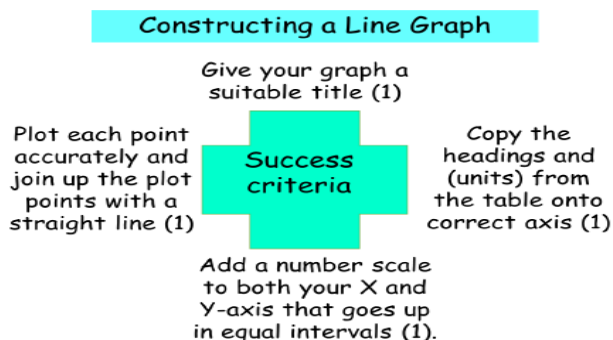 Constructing a Line Graph
Give your graph a
suitable title (1)
Plot each point
accurately and
join up the plot
points with a
straight line (1)
Success
criteria
Copy the
headings and
(units) from
the table onto
correct axis (1)
Add a number scale
to both your X and
Y-axis that goes up
in equal intervals (1).